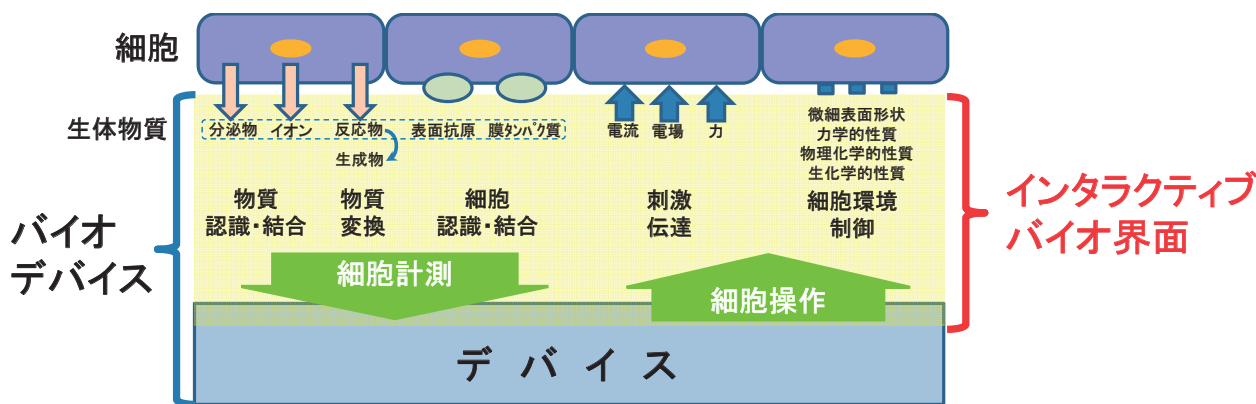 細胞
生体物質
分泌物 イオン 反応物 表面抗原 膜タンパク質
生成物
電流 電場 力
微細表面形状
力学的性質
物理化学的性質
生化学的性質
物質
認識・結合
物質
変換
細胞
認識・結合
刺激
伝達
細胞環境
制御
バイオ
デバイス
インタラクティブ
バイオ界面
細胞計測
細胞操作
デバイス